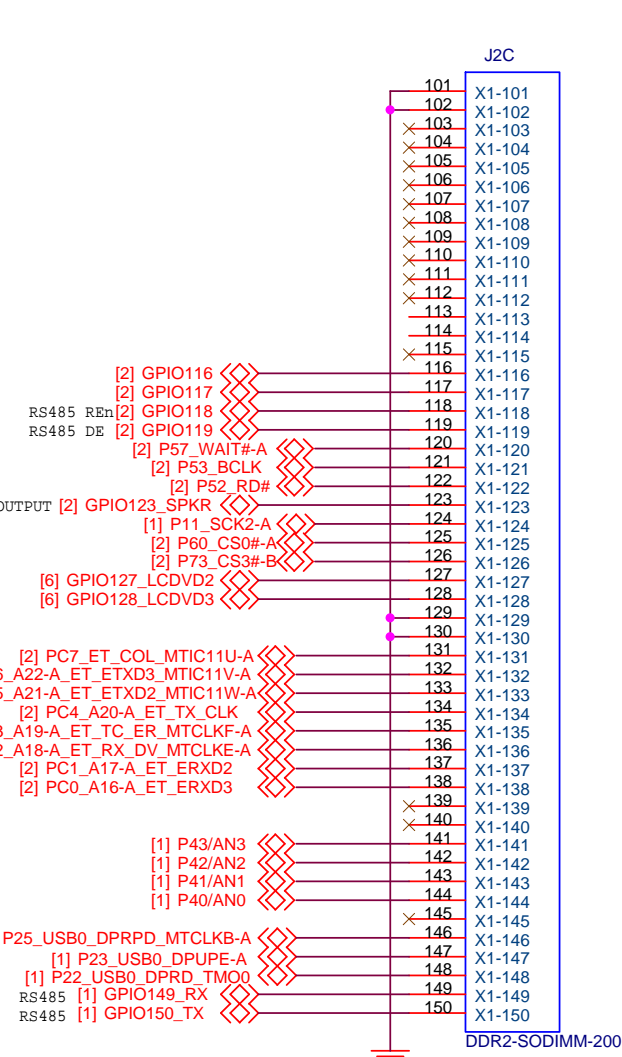 J2C
101 X1-101
102 X1-102
103 X1-103
104 X1-104
105 X1-105
106 X1-106
107 X1-107
108 X1-108
109 X1-109
110 X1-110
111 X1-111
112 X1-112
113 X1-113
114 X1-114
115 X1-115
[2] GPIO116 116 X1-116
[2] GPIO117 117 X1-117
RS485 REn [2] GPIO118 118 X1-118
RS485 DE [2] GPIO119 119 X1-119
[2] P57_WAIT#-A 120 X1-120
[2] P53_BCLK 121 X1-121
[2] P52_RD# 122 X1-122
OUTPUT [2] GPIO123_SPKR 123 X1-123
[1] P11_SCK2-A 124 X1-124
[2] P60_CS0#-A 125 X1-125
[2] P73_CS3#-B 126 X1-126
[6] GPIO127_LCDVD2 127 X1-127
[6] GPIO128_LCDVD3 128 X1-128
129 X1-129
130 X1-130
[2] PC7_ET_COL_MTIC11U-A 131 X1-131
6_A22-A_ET_ETXD3_MTIC11V-A 132 X1-132
5_A21-A_ET_ETXD2_MTIC11W-A 133 X1-133
[2] PC4_A20-A_ET_TX_CLK 134 X1-134
3_A19-A_ET_TC_ER_MTCLKF-A 135 X1-135
2_A18-A_ET_RX_DV_MTCLKE-A 136 X1-136
[2] PC1_A17-A_ET_ERXD2 137 X1-137
[2] PC0_A16-A_ET_ERXD3 138 X1-138
139 X1-139
140 X1-140
[1] P43/AN3 141 X1-141
[1] P42/AN2 142 X1-142
[1] P41/AN1 143 X1-143
[1] P40/AN0 144 X1-144
145 X1-145
P25_USB0_DPRPD_MTCLKB-A 146 X1-146
[1] P23_USB0_DPUPE-A 147 X1-147
[1] P22_USB0_DPRD_TMO0 148 X1-148
RS485 [1] GPIO149_RX 149 X1-149
RS485 [1] GPIO150_TX 150 X1-150
DDR2-SODIMM-200